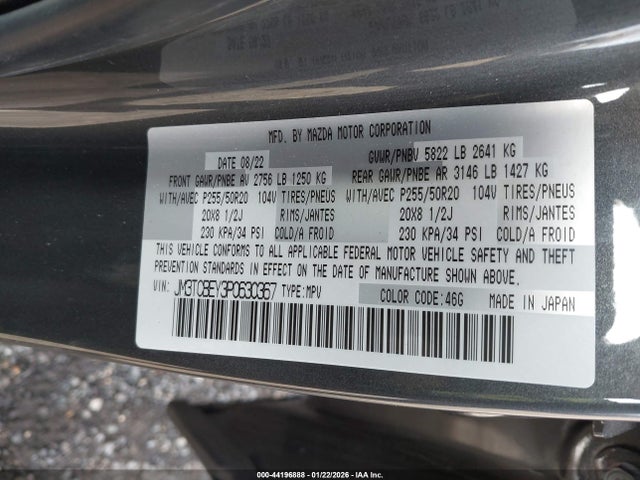 MFD. BY MAZDA MOTOR CORPORATION
DATE 08/22 GVWR/PNBV 5822 LB 2641 KG
FRONT GAWR/PNBE AV 2756 LB 1250 KG REAR GAWR/PNBE AR 3146 LB 1427 KG
WITH/AVEC P255/50R20 104V TIRES/PNEUS WITH/AVEC P255/50R20 104V TIRES/PNEUS
20X8 1/2J RIMS/JANTES 20X8 1/2J RIMS/JANTES
230 KPA/34 PSI COLD/A FROID 230 KPA/34 PSI COLD/A FROID
THIS VEHICLE CONFORMS TO ALL APPLICABLE FEDERAL MOTOR VEHICLE SAFETY AND THEFT
PREVENTION STANDARDS IN EFFECT ON THE DATE OF MANUFACTURE SHOWN ABOVE.
VIN: JM3TCBEY3P0630367 TYPE:MPV COLOR CODE:46G MADE IN JAPAN
000-44196888 - 01/22/2026 - IAA Inc.